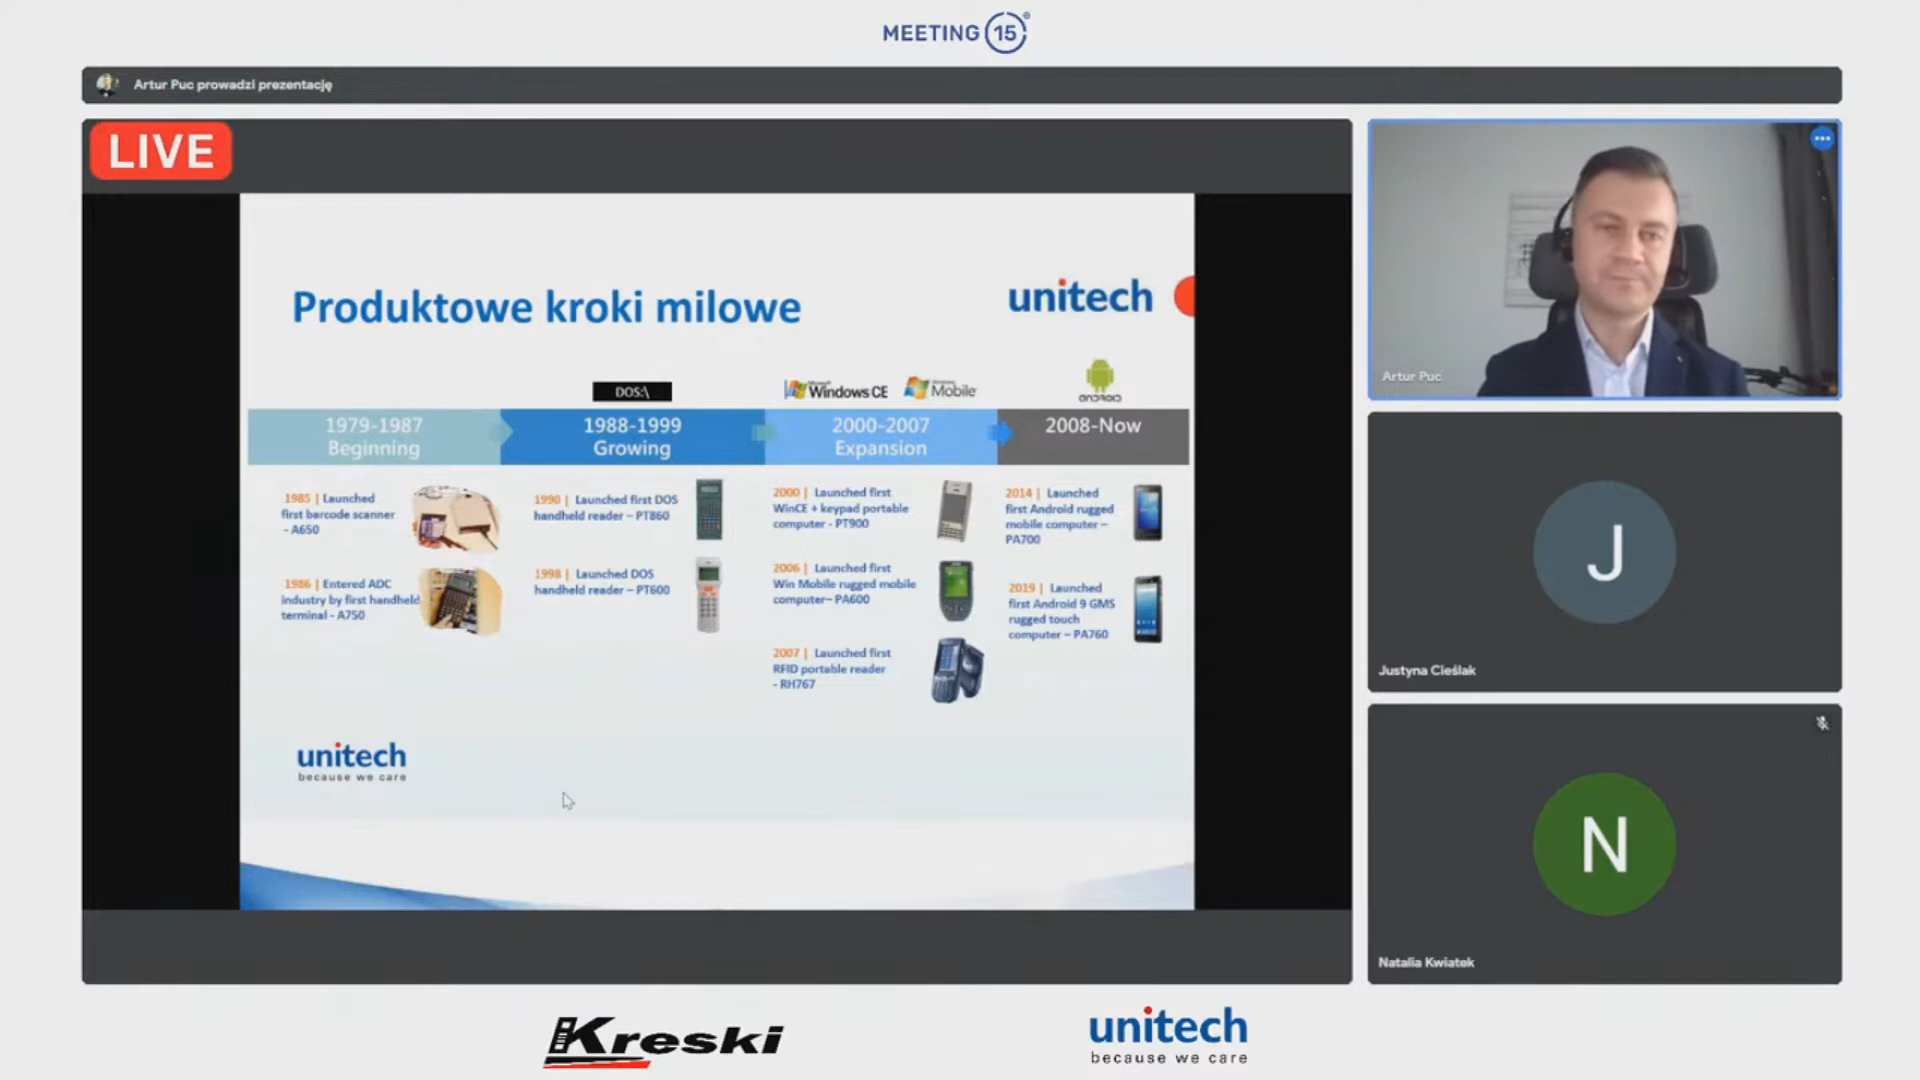 MEETING 15
Artur Puc prowadzi prezentację
LIVE
Produktowe kroki milowe
unitech
DOS:\
Microsoft
Windows CE
Windows
Mobile
ANDROID
1979-1987
Beginning
1988-1999
Growing
2000-2007
Expansion
2008-Now
1985 | Launched
first barcode scanner
- A650
1986 | Entered ADC
industry by first handheld
terminal - A750
1990 | Launched first DOS
handheld reader – PT860
1998 | Launched DOS
handheld reader – PT600
2000 | Launched first
WinCE + keypad portable
computer - PT900
2006 | Launched first
Win Mobile rugged mobile
computer– PA600
2007 | Launched first
RFID portable reader
- RH767
2014 | Launched
first Android rugged
mobile computer –
PA700
2019 | Launched
first Android 9 GMS
rugged touch
computer – PA760
unitech
because we care
Artur Puc
J
Justyna Cieślak
N
Natalia Kwiatek
Kreski
unitech
because we care